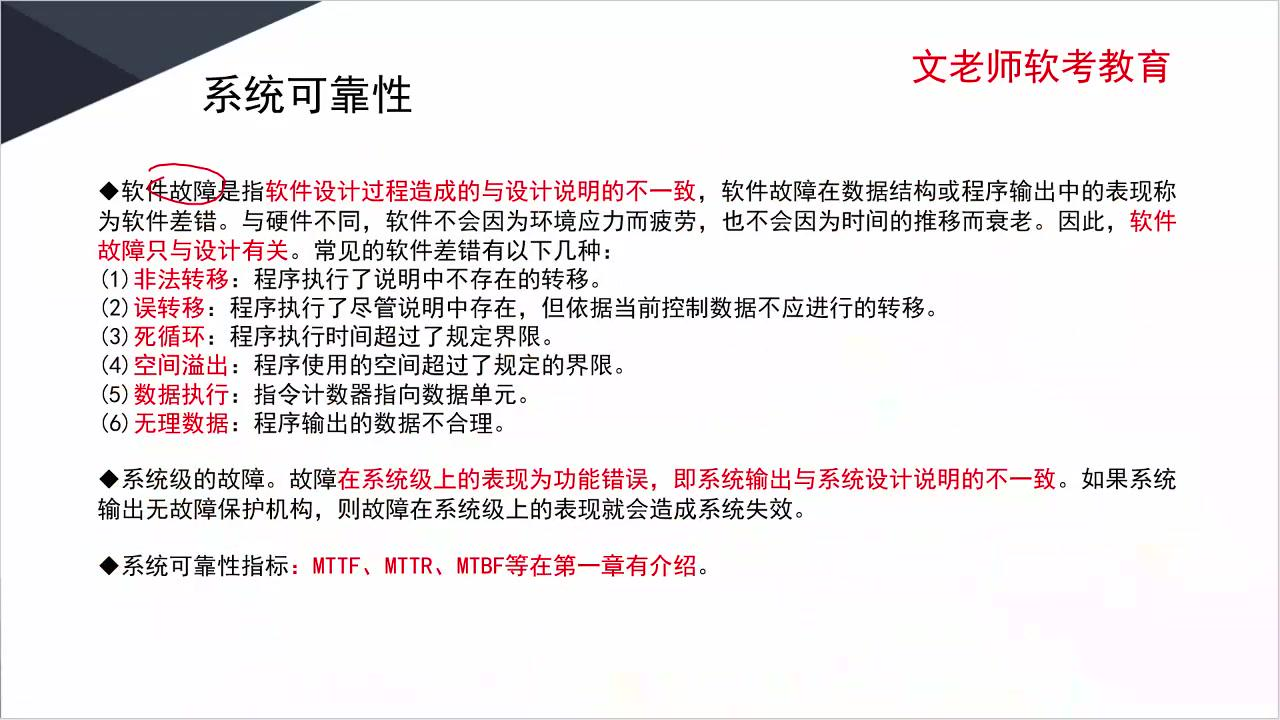 文老师软考教育
系统可靠性
◆软件故障是指软件设计过程造成的与设计说明的不一致，软件故障在数据结构或程序输出中的表现称
为软件差错。与硬件不同，软件不会因为环境应力而疲劳，也不会因为时间的推移而衰老。因此，软件
故障只与设计有关。常见的软件差错有以下几种：
(1)非法转移：程序执行了说明中不存在的转移。
(2)误转移：程序执行了尽管说明中存在，但依据当前控制数据不应进行的转移。
(3)死循环：程序执行时间超过了规定界限。
(4)空间溢出：程序使用的空间超过了规定的界限。
(5)数据执行：指令计数器指向数据单元。
(6)无理数据：程序输出的数据不合理。
◆系统级的故障。故障在系统级上的表现为功能错误，即系统输出与系统设计说明的不一致。如果系统
输出无故障保护机构，则故障在系统级上的表现就会造成系统失效。
◆系统可靠性指标：MTTF、MTTR、MTBF等在第一章有介绍。